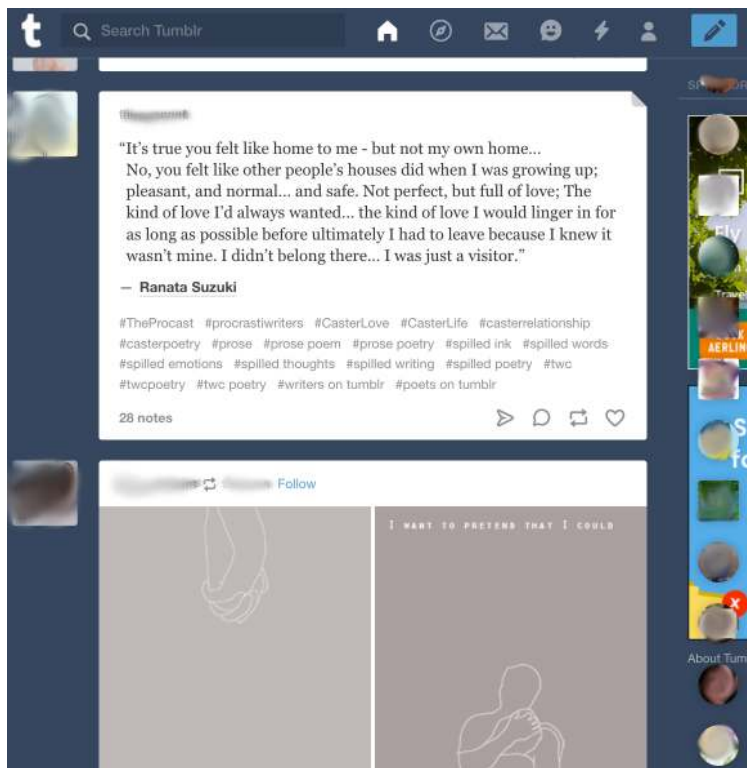 t
Search Tumblr
“It's true you felt like home to me - but not my own home...
No, you felt like other people's houses did when I was growing up;
pleasant, and normal... and safe. Not perfect, but full of love; The
kind of love I'd always wanted... the kind of love I would linger in for
as long as possible before ultimately I had to leave because I knew it
wasn't mine. I didn't belong there... I was just a visitor.”
— Ranata Suzuki
#TheProcast #procrastiwriters #CasterLove #CasterLife #casterrelationship
#casterpoetry #prose #prose poem #prose poetry #spilled ink #spilled words
#spilled emotions #spilled thoughts #spilled writing #spilled poetry #twc
#twcpoetry #twc poetry #writers on tumblr #poets on tumblr
28 notes
Follow
I WANT TO PRETEND THAT I COULD
Fly
Travel
AERLIN
S
fo
X
About Tum